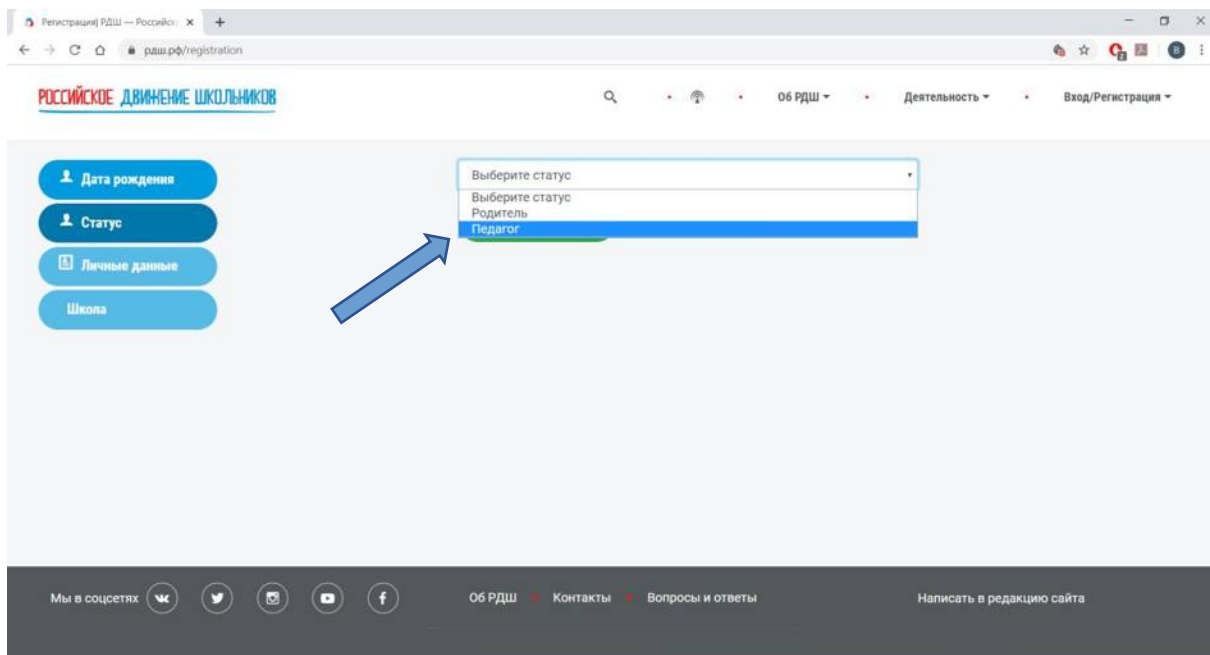 Регистрация| РДШ — Российск
рдш.рф/registration
РОССИЙСКОЕ ДВИЖЕНИЕ ШКОЛЬНИКОВ
Об РДШ
Деятельность
Вход/Регистрация
Дата рождения
Статус
Личные данные
Школа
Выберите статус
Выберите статус
Родитель
Педагог
Мы в соцсетях
Об РДШ • Контакты • Вопросы и ответы
Написать в редакцию сайта